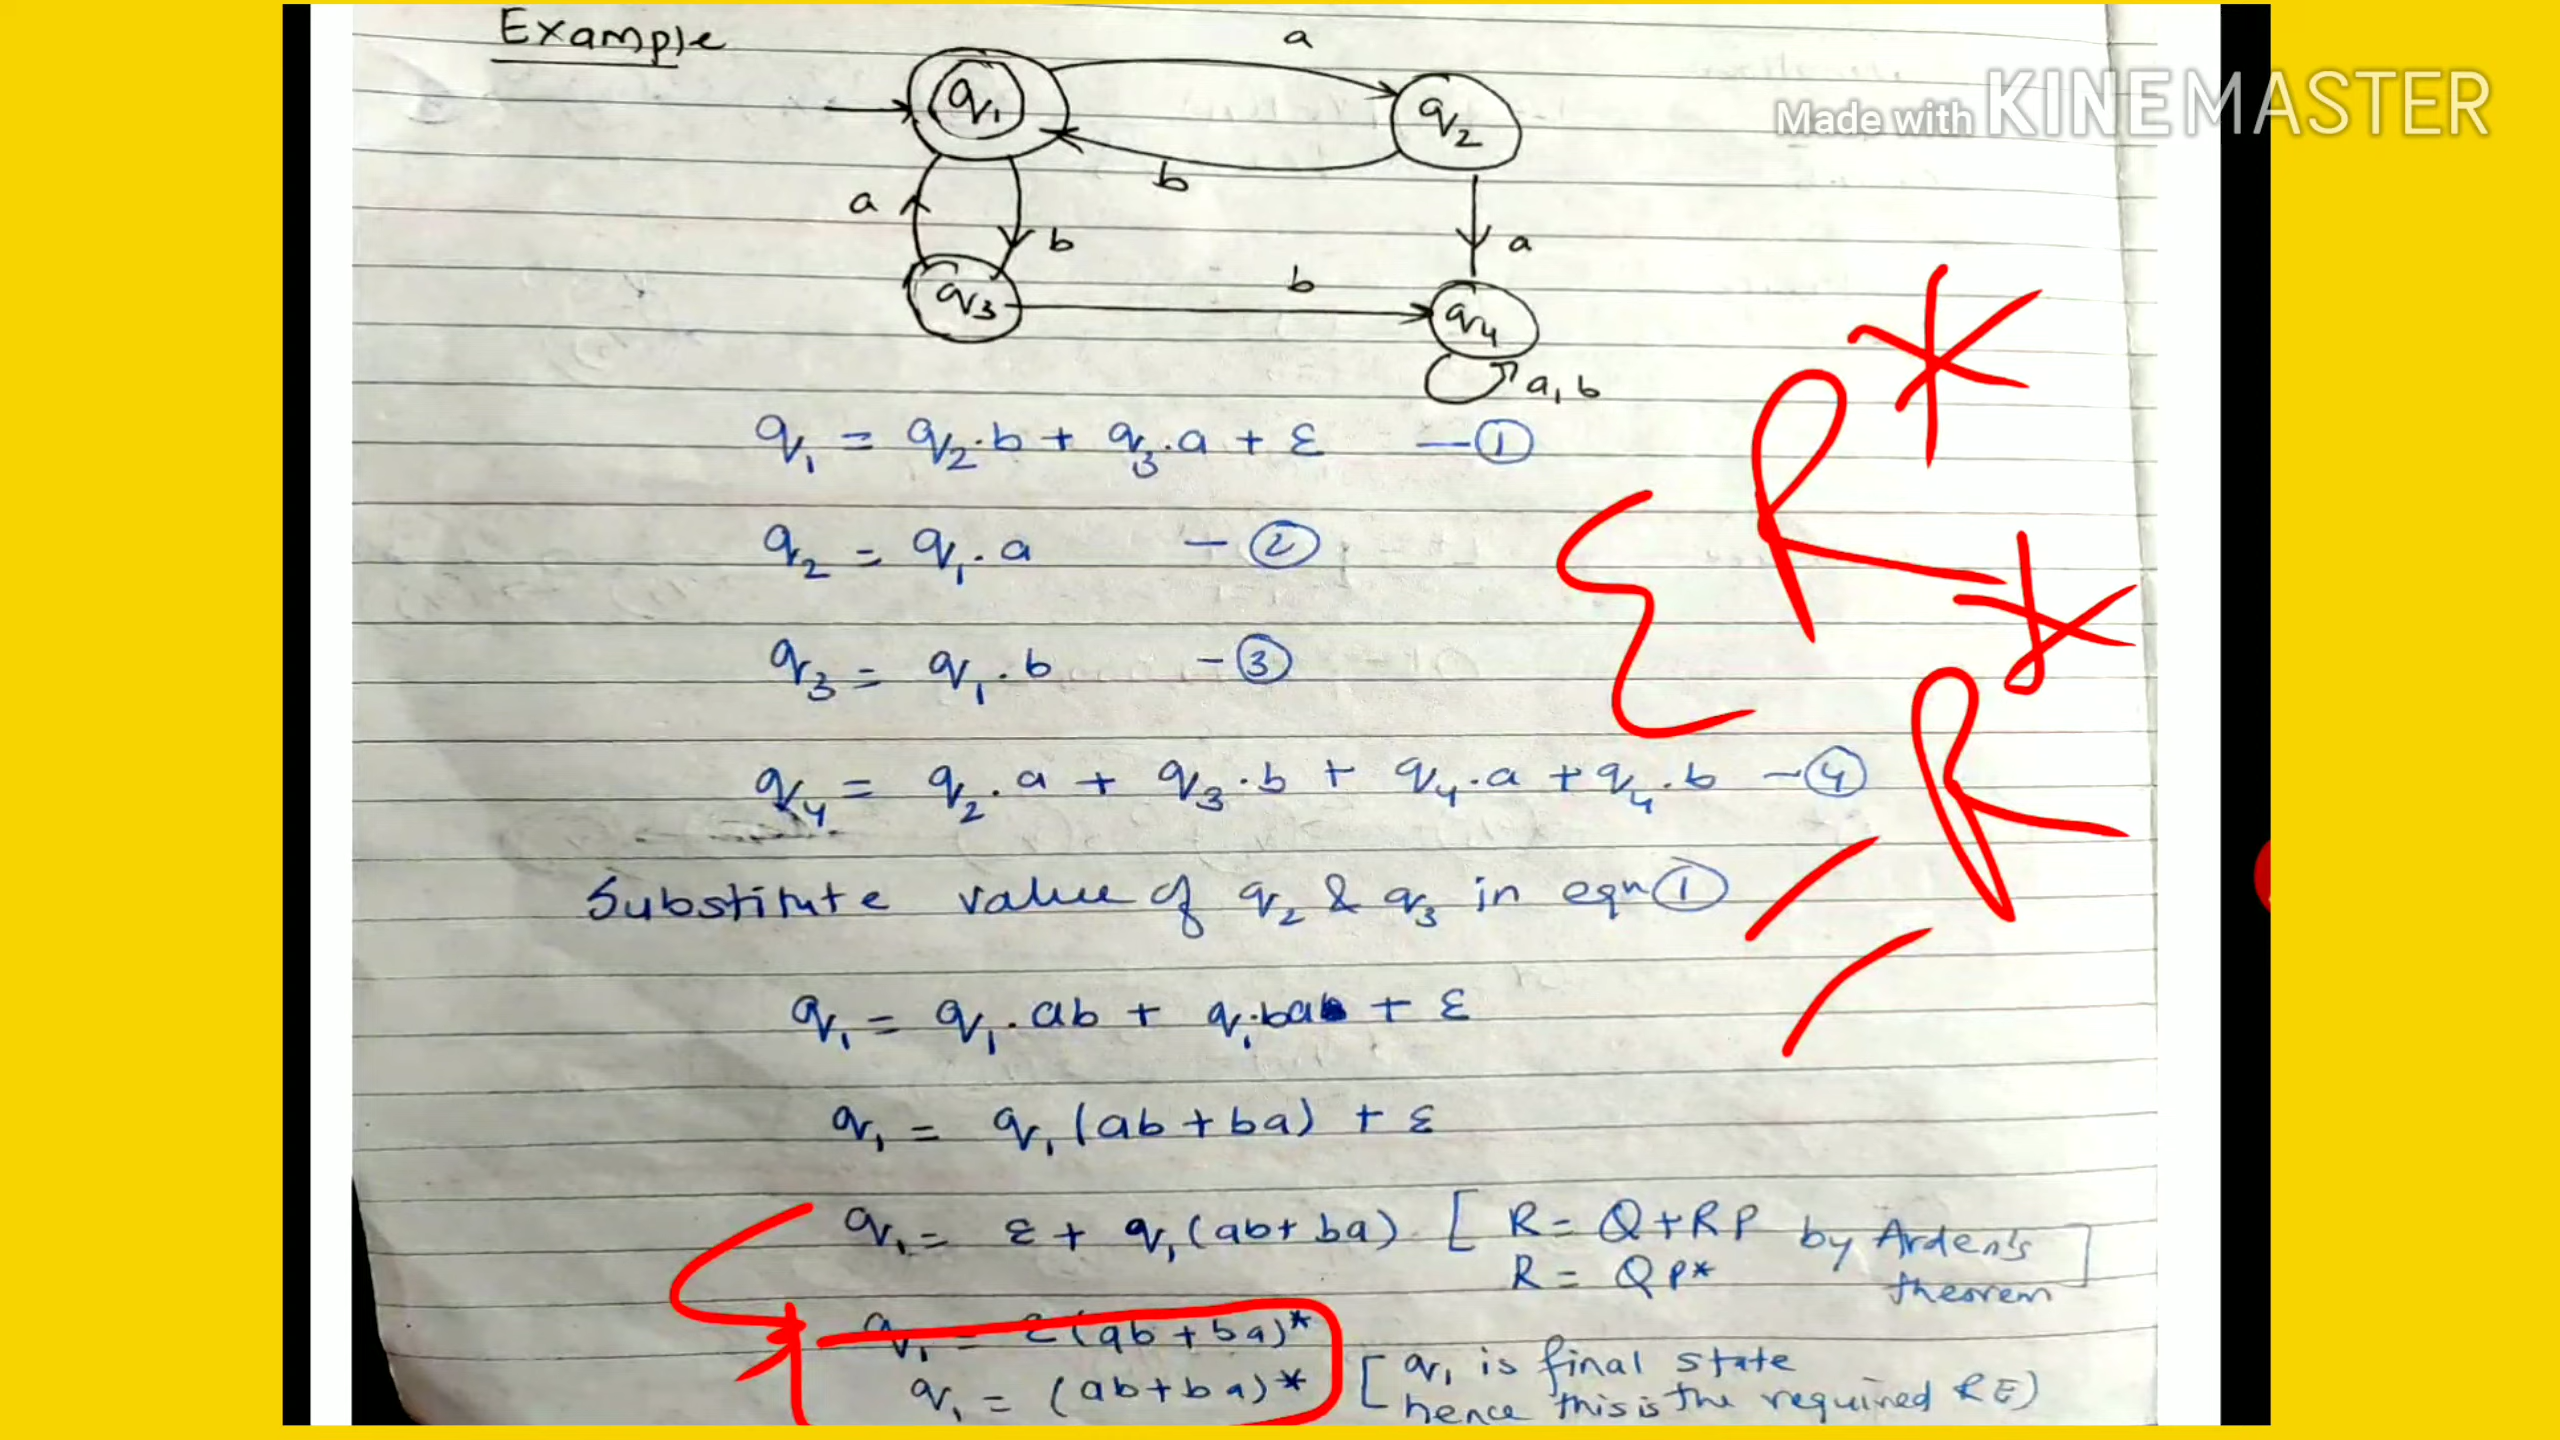 Example
Made with KINEMASTER
a
q₁
q₂
b
a
b
a
q₃
b
q₄
a, b
q₁ = q₂.b + q₃.a + ε — ①
q₂ = q₁.a — ②
q₃ = q₁.b — ③
q₄ = q₂.a + q₃.b + q₄.a + q₄.b — ④
R*
R*
Substitute value of q₂ & q₃ in eqn ①
q₁ = q₁.ab + q₁.ba + ε
q₁ = q₁(ab + ba) + ε
q₁ = ε + q₁(ab + ba) [ R = Q + RP by Arden's
R = QP* theorem ]
q₁ = ε(ab + ba)*
q₁ = (ab + ba)* [ q₁ is final state
hence this is the required RE)